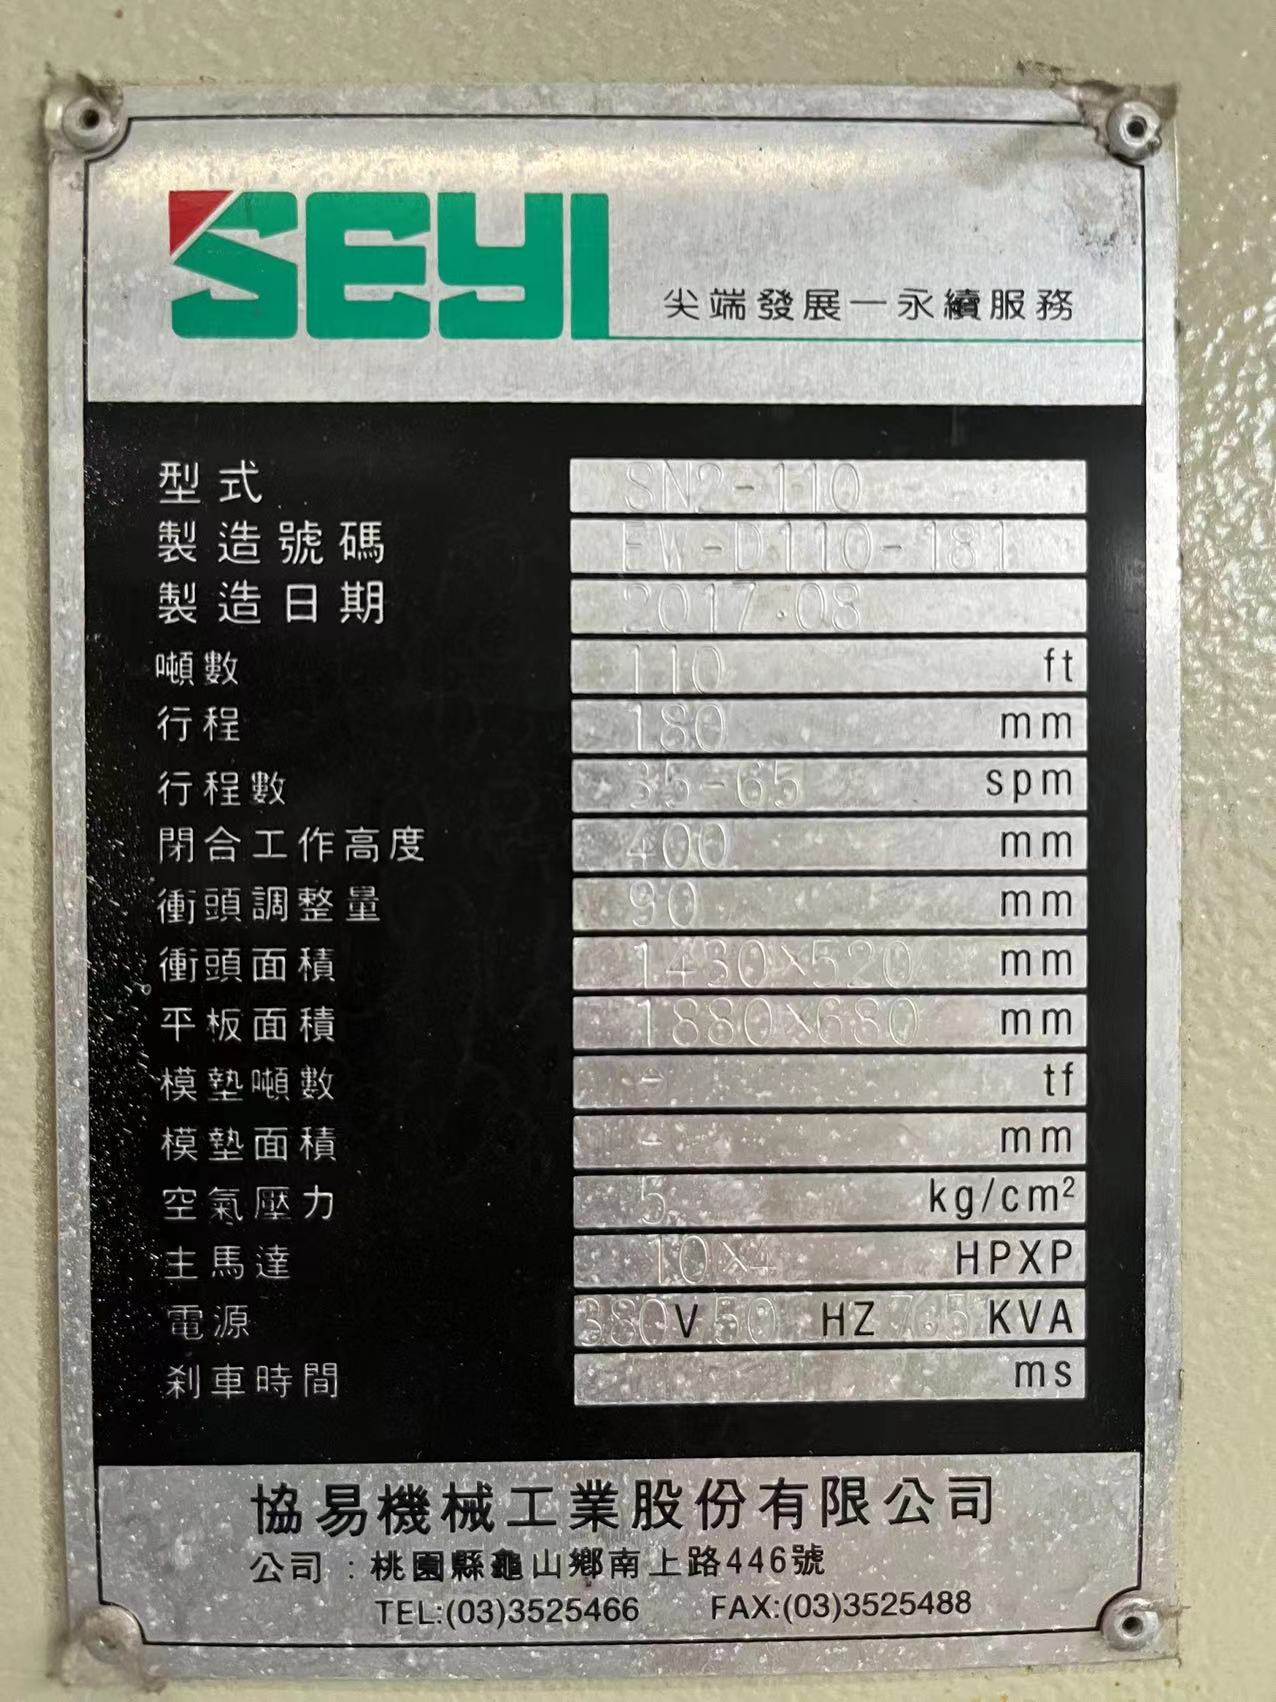 SEYI
尖端發展一永續服務
型式 SN2-110
製造號碼 EW-D110-181
製造日期 2017.08
噸數 110 ft
行程 180 mm
行程數 35-65 spm
閉合工作高度 400 mm
衝頭調整量 90 mm
衝頭面積 1430×520 mm
平板面積 1880×680 mm
模墊噸數 - tf
模墊面積 - mm
空氣壓力 5 kg/cm²
主馬達 10×4 HPXP
電源 380 V 50 HZ 7.5 KVA
剎車時間 ms
協易機械工業股份有限公司
公司：桃園縣龜山鄉南上路446號
TEL:(03)3525466 FAX:(03)3525488